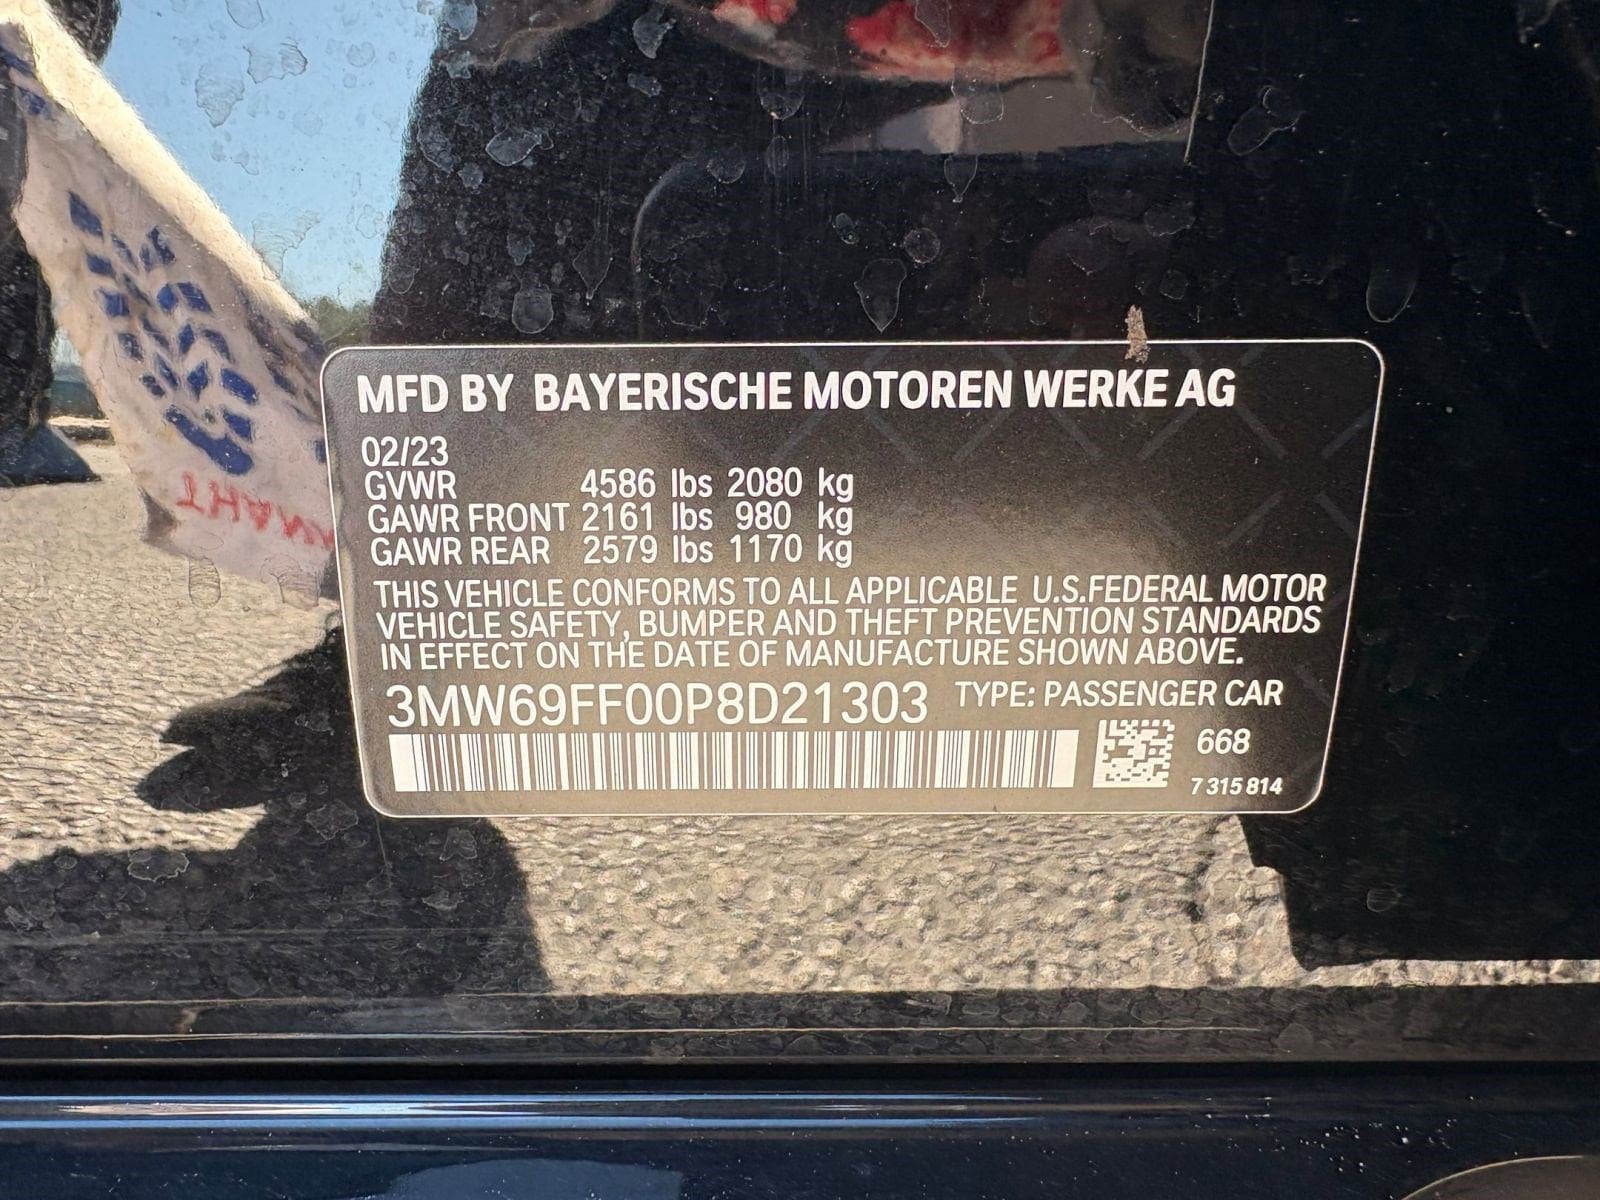 MFD BY BAYERISCHE MOTOREN WERKE AG
02/23
GVWR 4586 lbs 2080 kg
GAWR FRONT 2161 lbs 980 kg
GAWR REAR 2579 lbs 1170 kg
THIS VEHICLE CONFORMS TO ALL APPLICABLE U.S.FEDERAL MOTOR
VEHICLE SAFETY, BUMPER AND THEFT PREVENTION STANDARDS
IN EFFECT ON THE DATE OF MANUFACTURE SHOWN ABOVE.
3MW69FF00P8D21303 TYPE: PASSENGER CAR
668
7 315 814